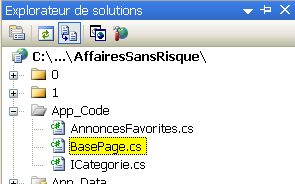 Explorateur de solutions
C:\...\AffairesSansRisque\
0
1
App_Code
AnnoncesFavorites.cs
BasePage.cs
ICategorie.cs
App_Data